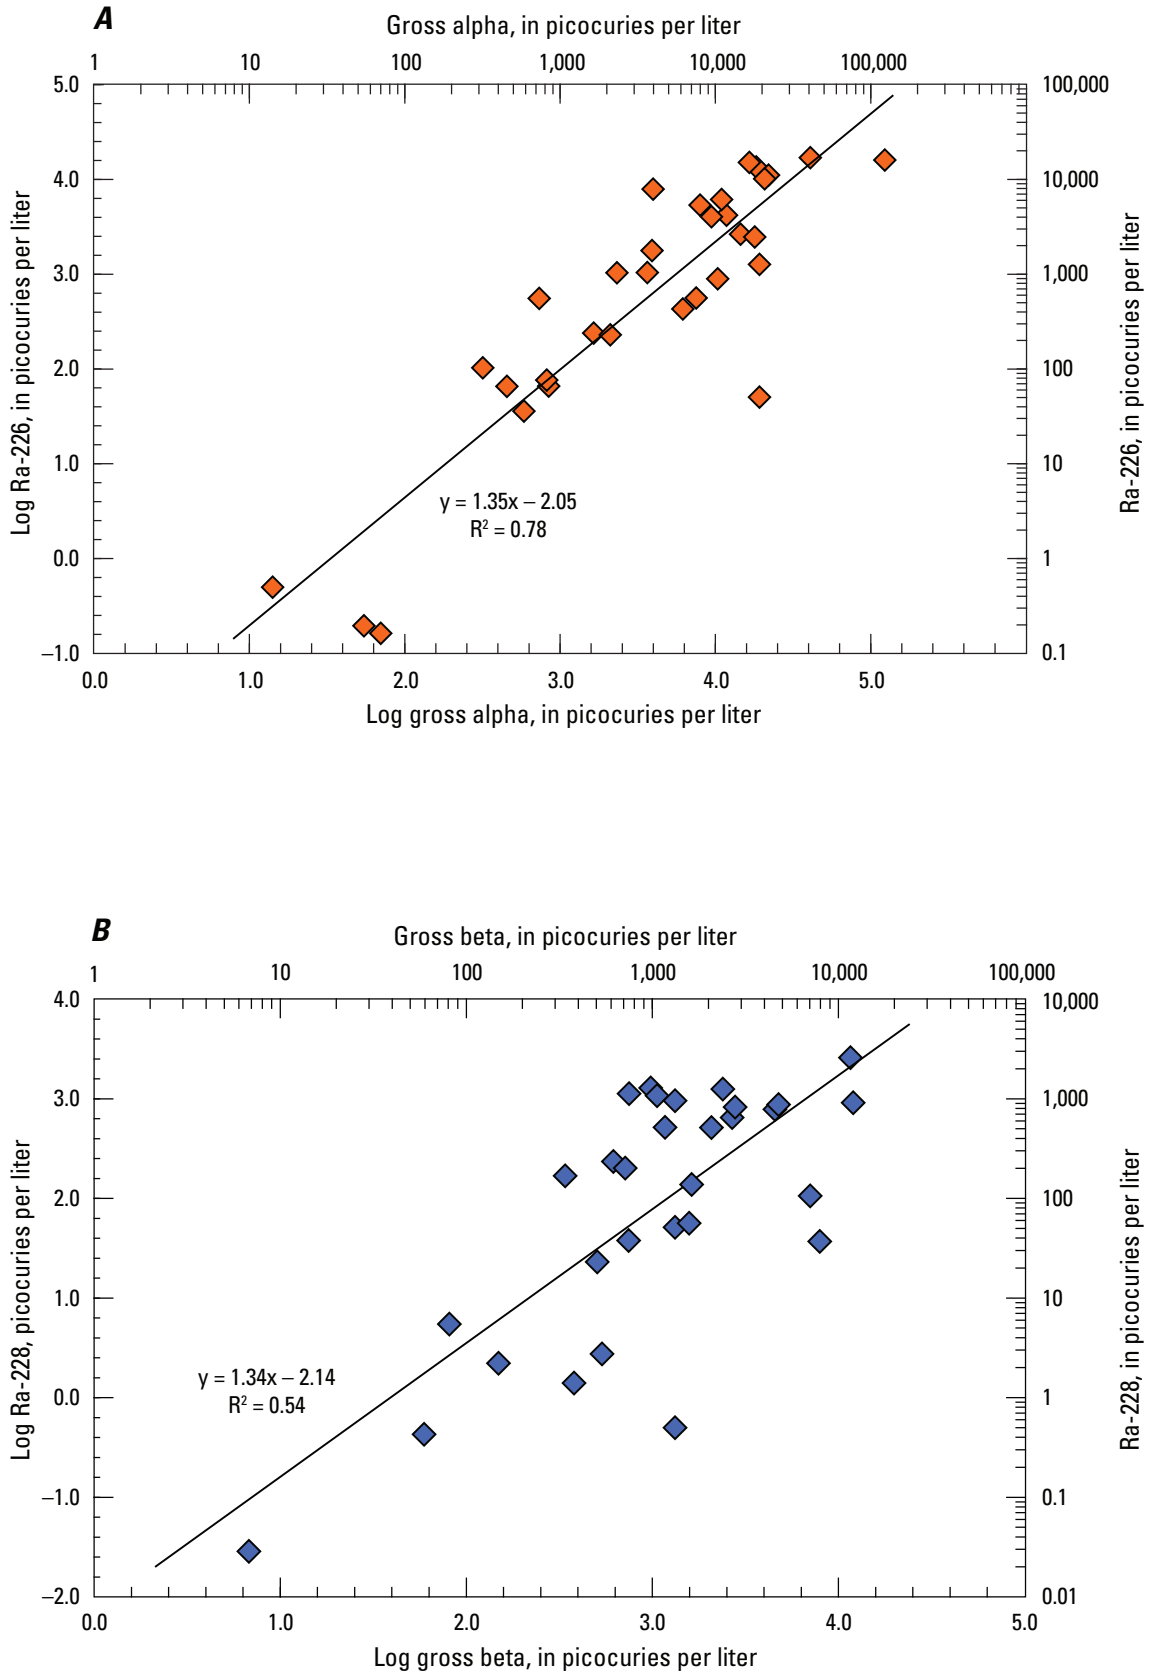 A
Gross alpha, in picocuries per liter
1 10 100 1,000 10,000 100,000
5.0 100,000
4.0 10,000
3.0 1,000
2.0 100
1.0 10
0.0 1
–1.0 0.1
Log Ra-226, in picocuries per liter
Ra-226, in picocuries per liter
y = 1.35x – 2.05
R² = 0.78
0.0 1.0 2.0 3.0 4.0 5.0
Log gross alpha, in picocuries per liter
B
Gross beta, in picocuries per liter
1 10 100 1,000 10,000 100,000
4.0 10,000
3.0 1,000
2.0 100
1.0 10
0.0 1
–1.0 0.1
–2.0 0.01
Log Ra-228, picocuries per liter
Ra-228, in picocuries per liter
y = 1.34x – 2.14
R² = 0.54
0.0 1.0 2.0 3.0 4.0 5.0
Log gross beta, in picocuries per liter